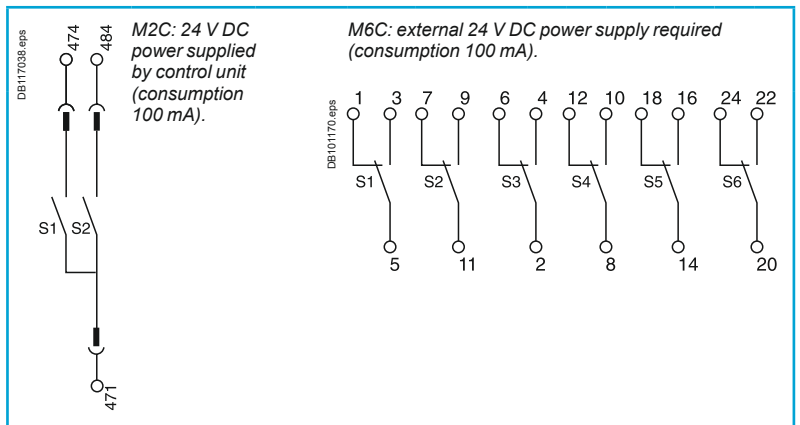 DB117038.eps
474
484
M2C: 24 V DC
power supplied
by control unit
(consumption
100 mA).
S1
S2
471
M6C: external 24 V DC power supply required
(consumption 100 mA).
DB101170.eps
1 3 7 9 6 4 12 10 18 16 24 22
S1 S2 S3 S4 S5 S6
5 11 2 8 14 20